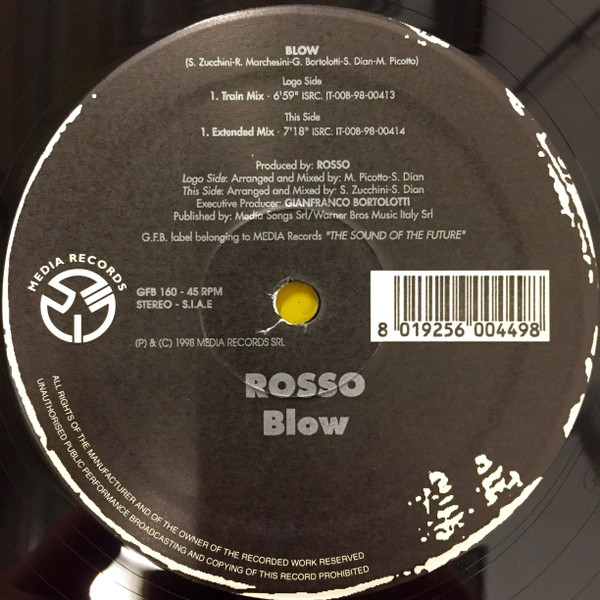 BLOW
(S. Zucchini-R. Marchesini-G. Bortolotti-S. Dian-M. Picotto)
Logo Side
1. Train Mix - 6'59" ISRC: IT-008-98-00413
This Side
1. Extended Mix - 7'18" ISRC: IT-008-98-00414
Produced by: ROSSO
Logo Side: Arranged and Mixed by: M. Picotto-S. Dian
This Side: Arranged and Mixed by: S. Zucchini-S. Dian
Executive Producer: GIANFRANCO BORTOLOTTI
Published by: Media Songs Srl/Warner Bros Music Italy Srl
G.F.B. label belonging to MEDIA Records "THE SOUND OF THE FUTURE"
MEDIA RECORDS
GFB 160 - 45 RPM
STEREO - S.I.A.E
8 019256 004498
(P) & (C) 1998 MEDIA RECORDS SRL
ROSSO
Blow
ALL RIGHTS OF THE MANUFACTURER AND OF THE OWNER OF THE RECORDED WORK RESERVED
UNAUTHORISED PUBLIC PERFORMANCE BROADCASTING AND COPYING OF THIS RECORD PROHIBITED